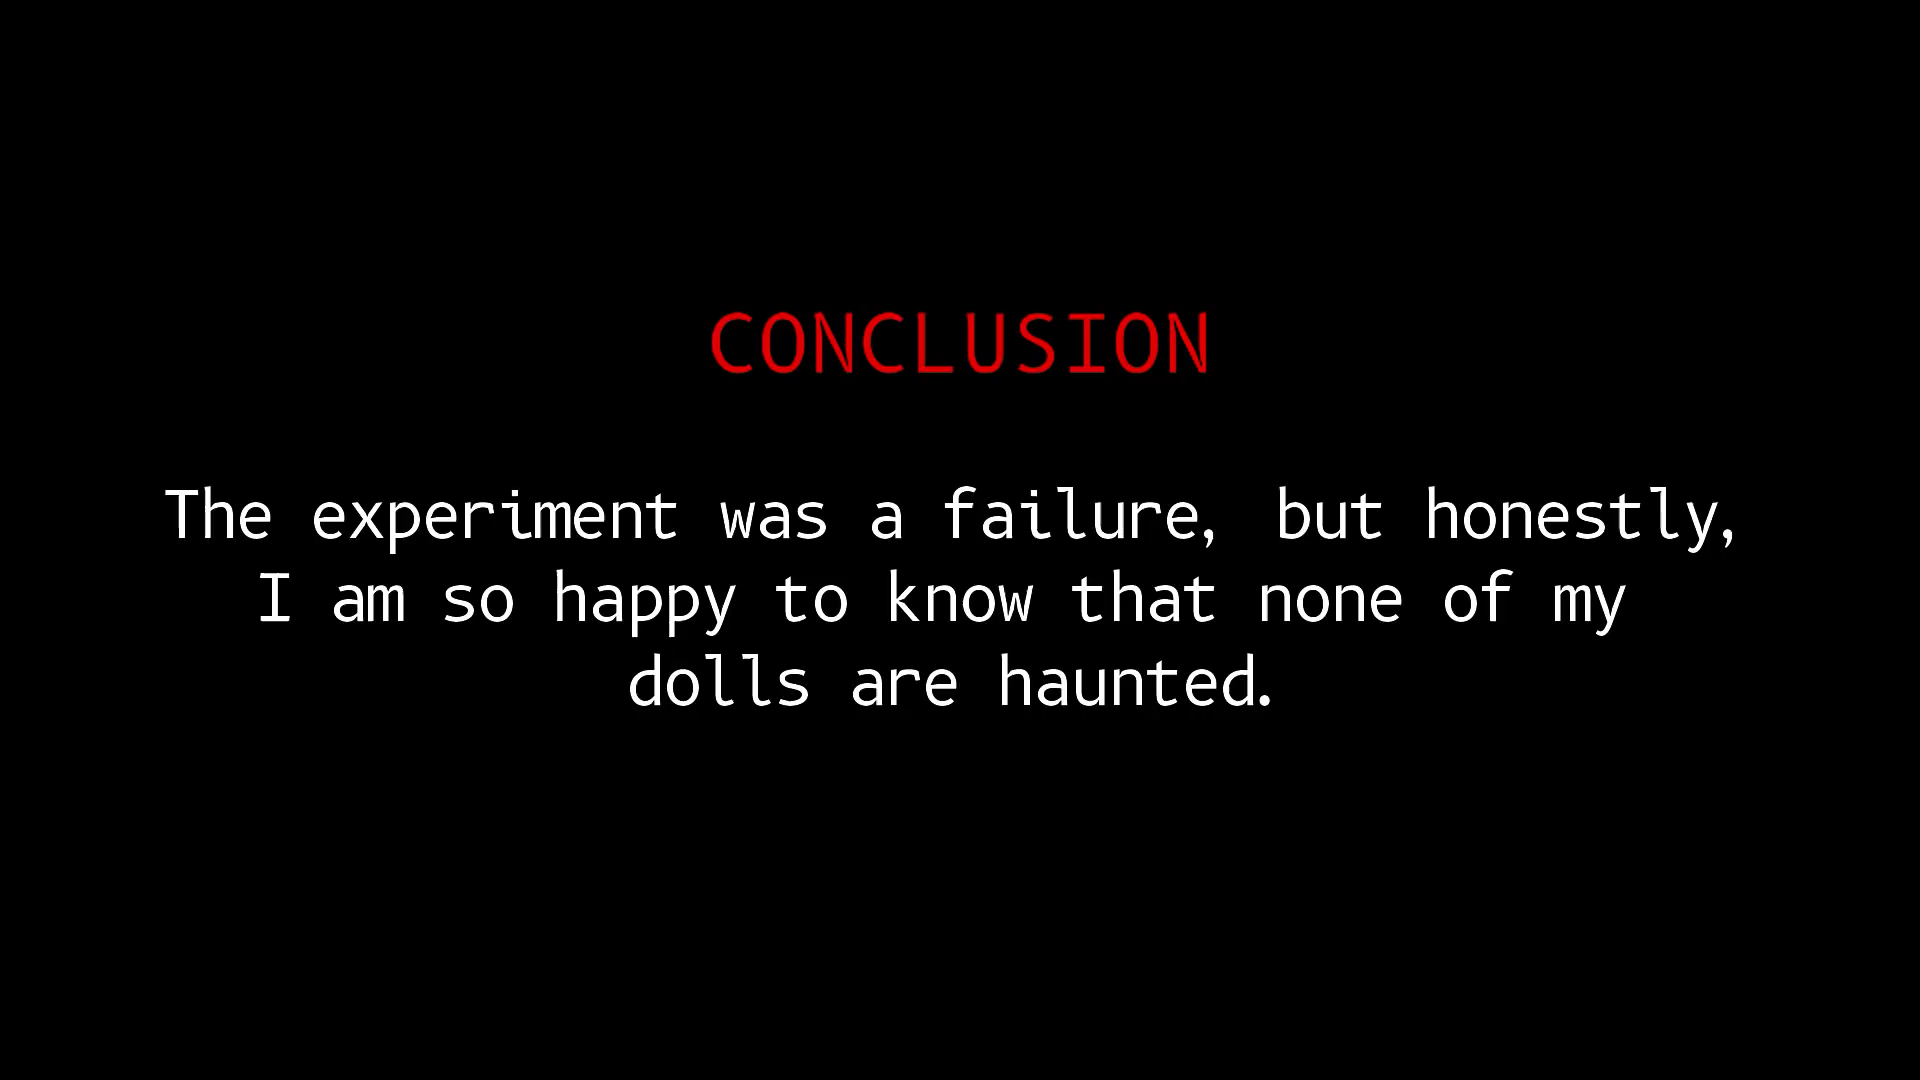 CONCLUSION
The experiment was a failure, but honestly,
I am so happy to know that none of my
dolls are haunted.